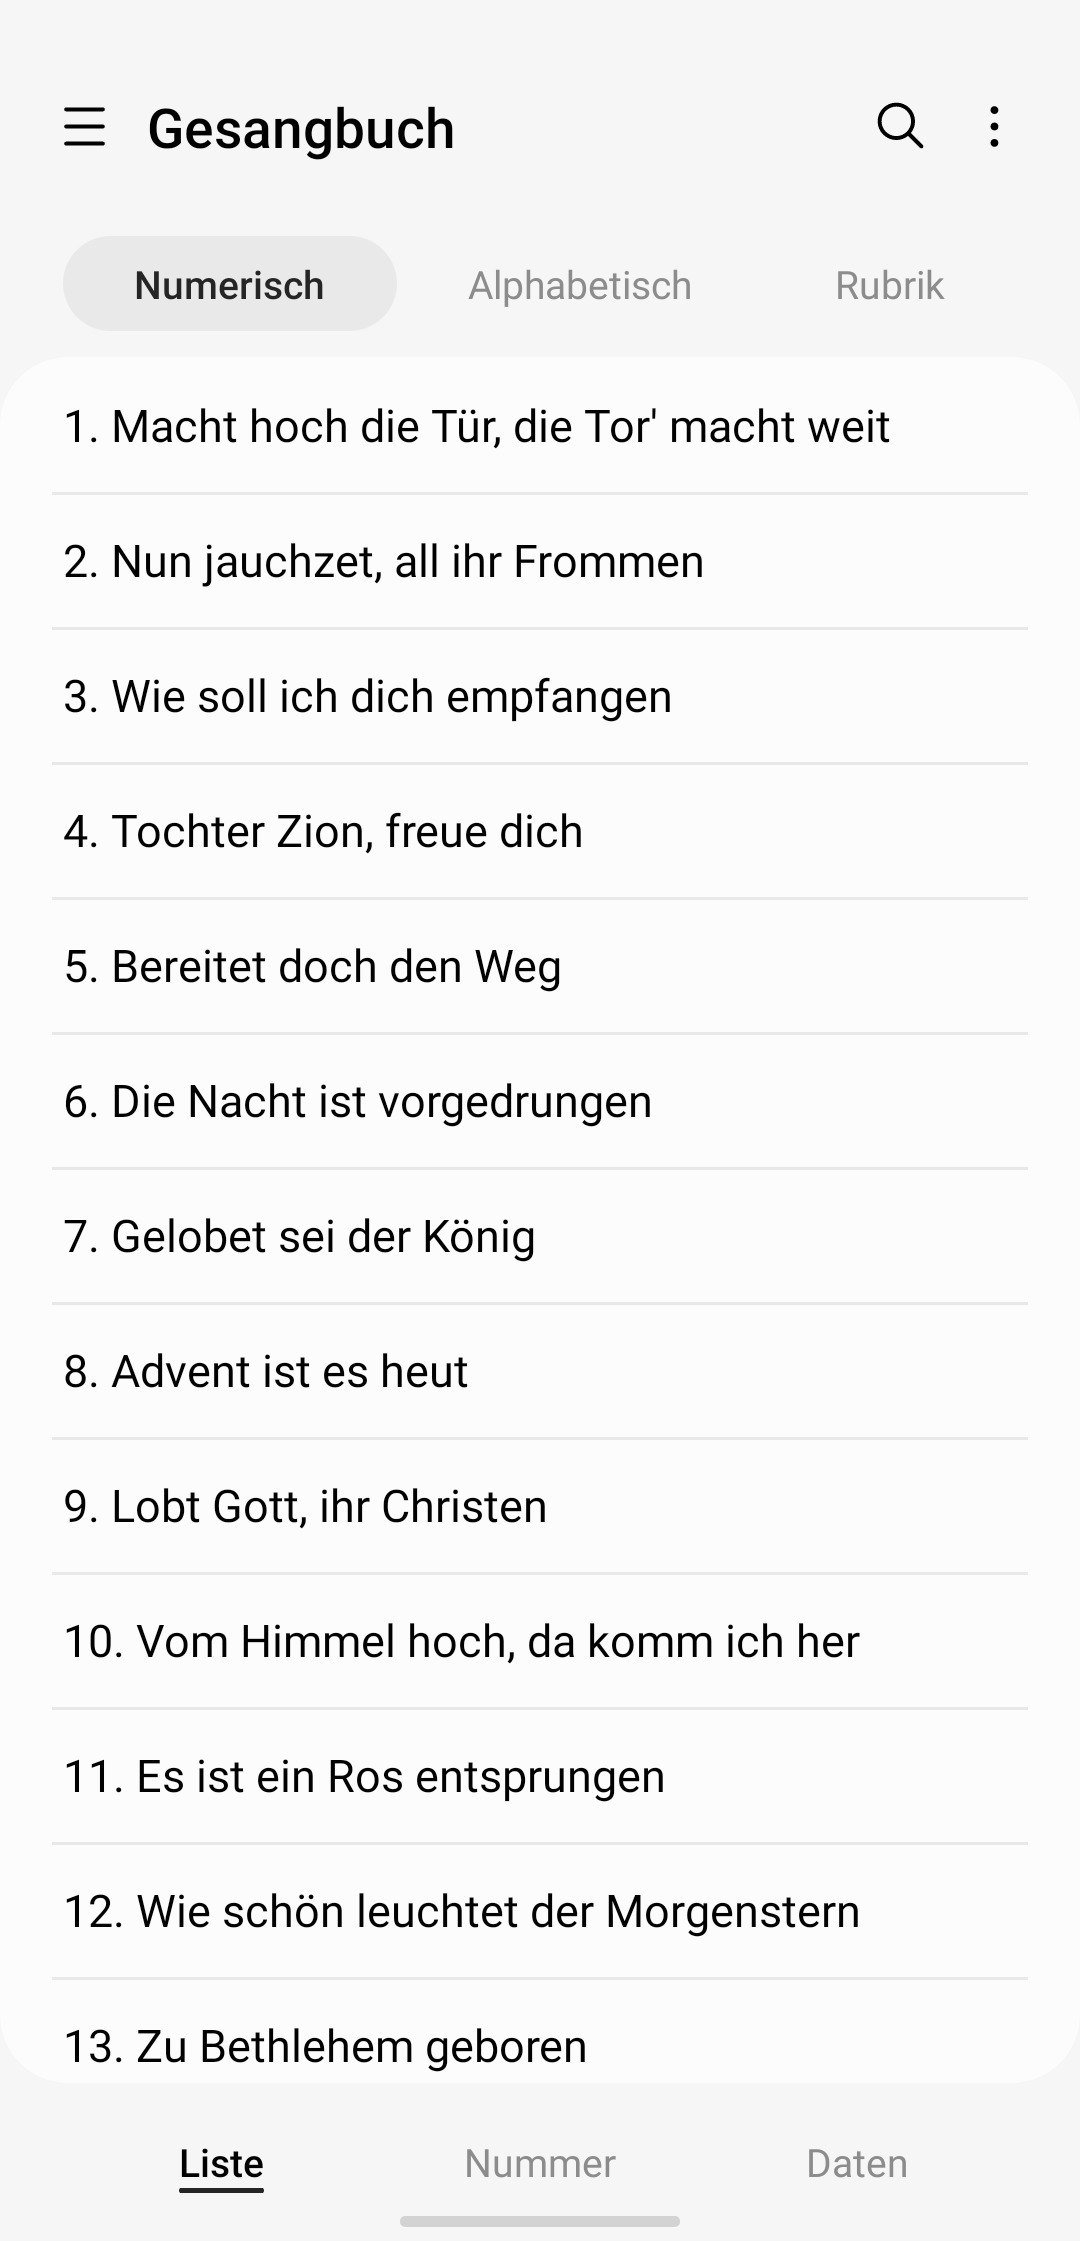 Gesangbuch
Numerisch Alphabetisch Rubrik
1. Macht hoch die Tür, die Tor' macht weit
2. Nun jauchzet, all ihr Frommen
3. Wie soll ich dich empfangen
4. Tochter Zion, freue dich
5. Bereitet doch den Weg
6. Die Nacht ist vorgedrungen
7. Gelobet sei der König
8. Advent ist es heut
9. Lobt Gott, ihr Christen
10. Vom Himmel hoch, da komm ich her
11. Es ist ein Ros entsprungen
12. Wie schön leuchtet der Morgenstern
13. Zu Bethlehem geboren
Liste Nummer Daten